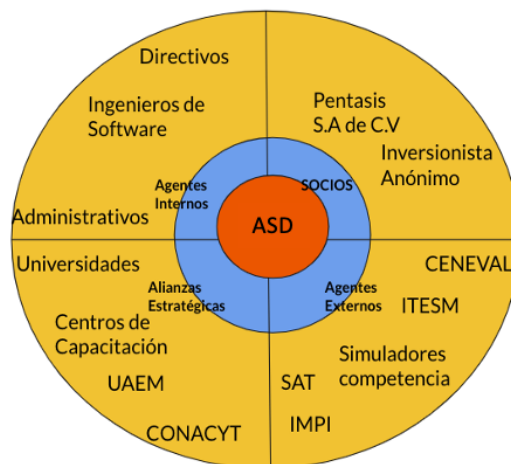 Directivos
Ingenieros de
Software
Administrativos
Agentes
Internos
Pentasis
S.A de C.V
Inversionista
Anónimo
SOCIOS
ASD
Universidades
Centros de
Capacitación
UAEM
CONACYT
Alianzas
Estratégicas
Agentes
Externos
CENEVAL
ITESM
Simuladores
competencia
SAT
IMPI